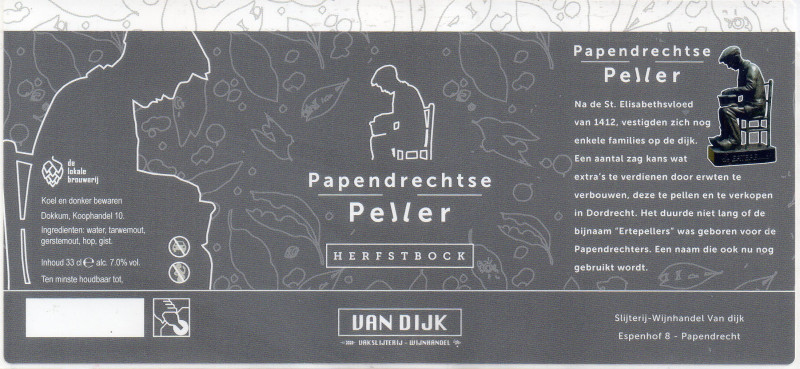 de
lokale
brouwerij
Koel en donker bewaren
Dokkum, Koophandel 10.
Ingredienten: water, tarwemout,
gerstemout, hop, gist.
Inhoud 33 cl ℮ alc. 7.0% vol.
Ten minste houdbaar tot,
Papendrechtse
Peller
HERFSTBOCK
VAN DIJK
VAKSLIJTERIJ - WIJNHANDEL
Papendrechtse
Peller
Na de St. Elisabethsvloed
van 1412, vestigden zich nog
enkele families op de dijk.
Een aantal zag kans wat
extra's te verdienen door erwten te
verbouwen, deze te pellen en te verkopen
in Dordrecht. Het duurde niet lang of de
bijnaam "Ertepellers" was geboren voor de
Papendrechters. Een naam die ook nu nog
gebruikt wordt.
Slijterij-Wijnhandel Van dijk
Espenhof 8 - Papendrecht